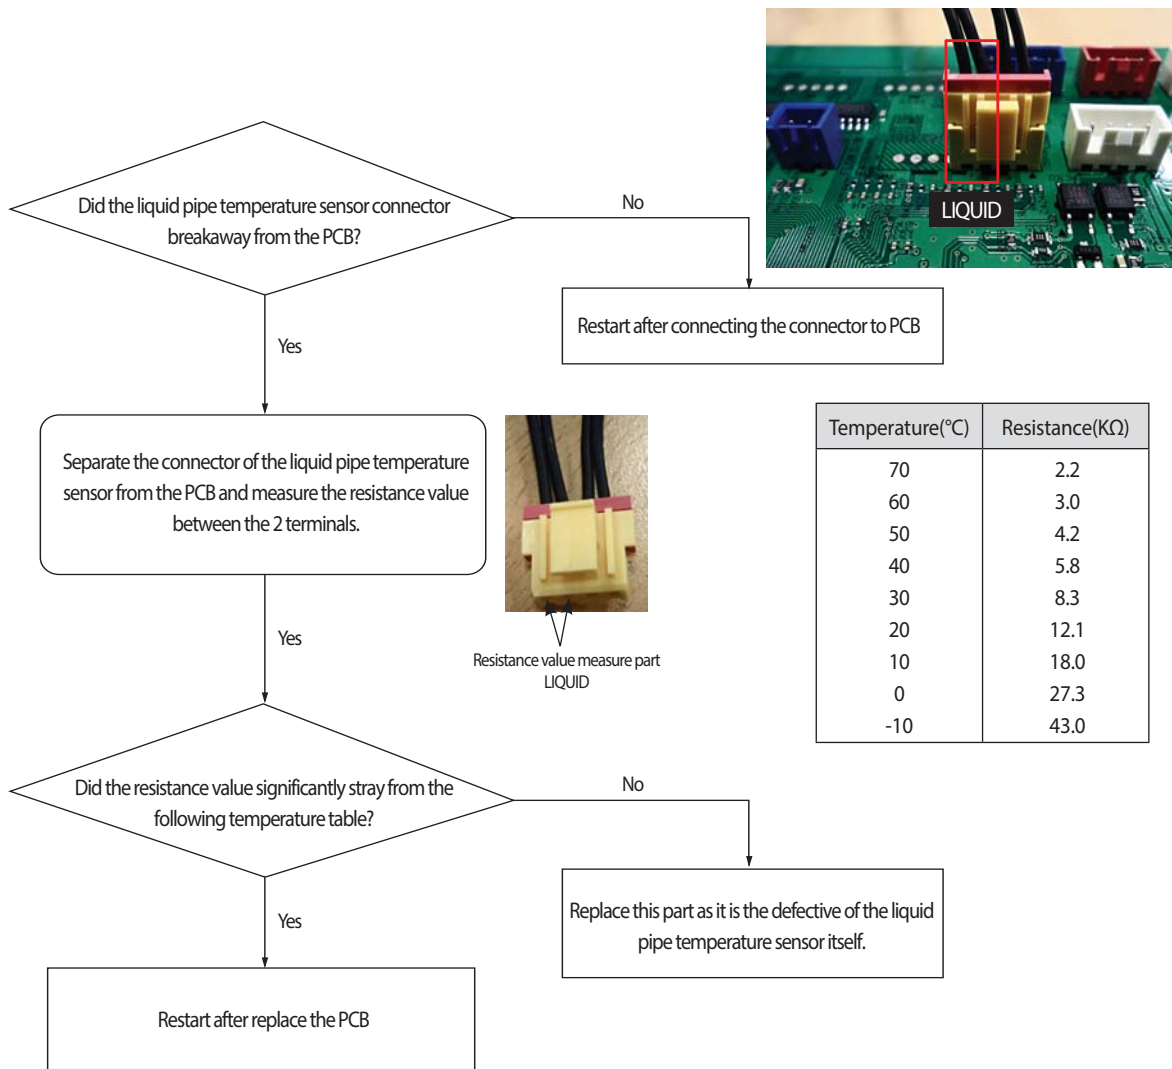 LIQUID
Did the liquid pipe temperature sensor connector
breakaway from the PCB?
No
Restart after connecting the connector to PCB
Yes
Separate the connector of the liquid pipe temperature
sensor from the PCB and measure the resistance value
between the 2 terminals.
Resistance value measure part
LIQUID
Temperature(°C) Resistance(KΩ)
70 2.2
60 3.0
50 4.2
40 5.8
30 8.3
20 12.1
10 18.0
0 27.3
-10 43.0
Yes
Did the resistance value significantly stray from the
following temperature table?
No
Replace this part as it is the defective of the liquid
pipe temperature sensor itself.
Yes
Restart after replace the PCB